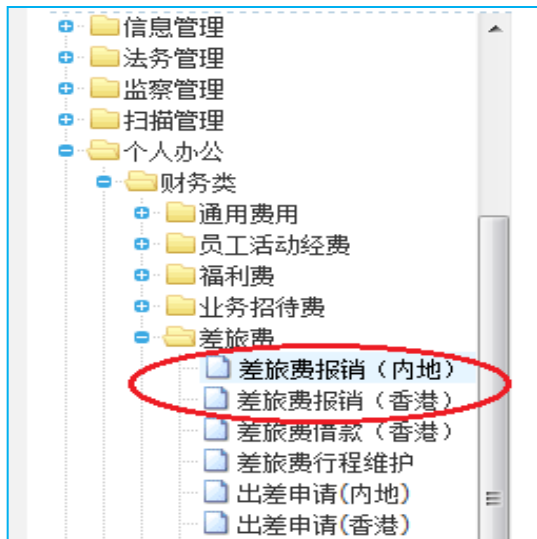 信息管理
法务管理
监察管理
扫描管理
个人办公
财务类
通用费用
员工活动经费
福利费
业务招待费
差旅费
差旅费报销（内地）
差旅费报销（香港）
差旅费借款（香港）
差旅费行程维护
出差申请(内地)
出差申请(香港)